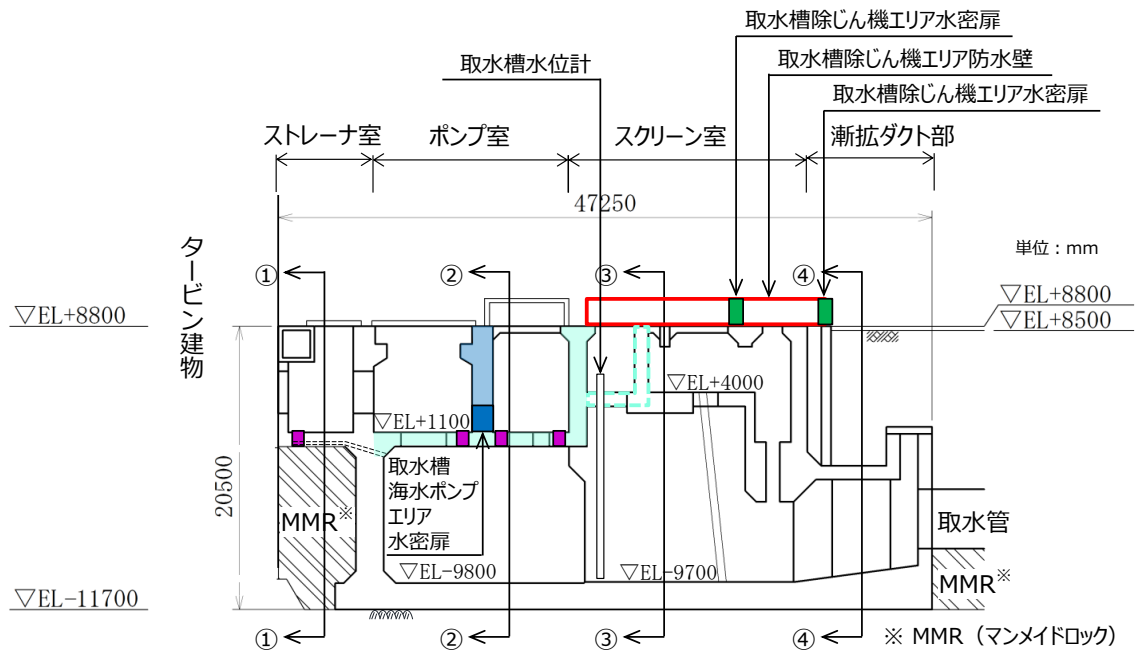 取水槽除じん機エリア水密扉
取水槽水位計
取水槽除じん機エリア防水壁
取水槽除じん機エリア水密扉
ストレーナ室
ポンプ室
スクリーン室
漸拡ダクト部
47250
タービン建物
単位：mm
①
②
③
④
▽EL+8800
▽EL+8800
▽EL+8500
▽EL+4000
▽EL+1100
20500
取水槽
海水ポンプ
エリア
水密扉
MMR※
取水管
▽EL-9800
▽EL-9700
MMR※
▽EL-11700
①
②
③
④
※ MMR（マンメイドロック）